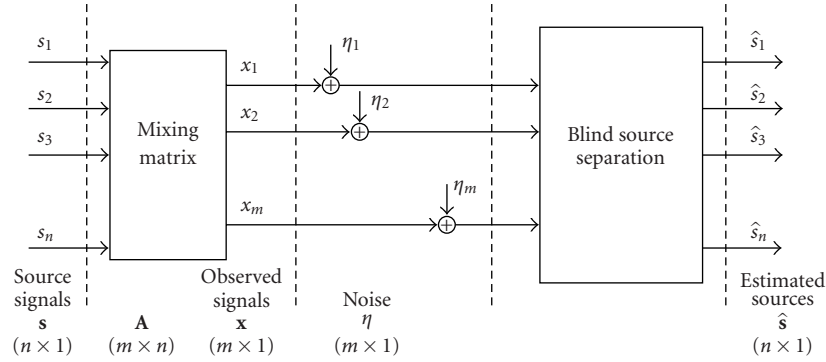 s1
s2
s3
sn
Mixing
matrix
x1
x2
xm
η1
η2
ηm
Blind source
separation
ŝ1
ŝ2
ŝ3
ŝn
Source
signals
s
(n × 1)
A
(m × n)
Observed
signals
x
(m × 1)
Noise
η
(m × 1)
Estimated
sources
ŝ
(n × 1)